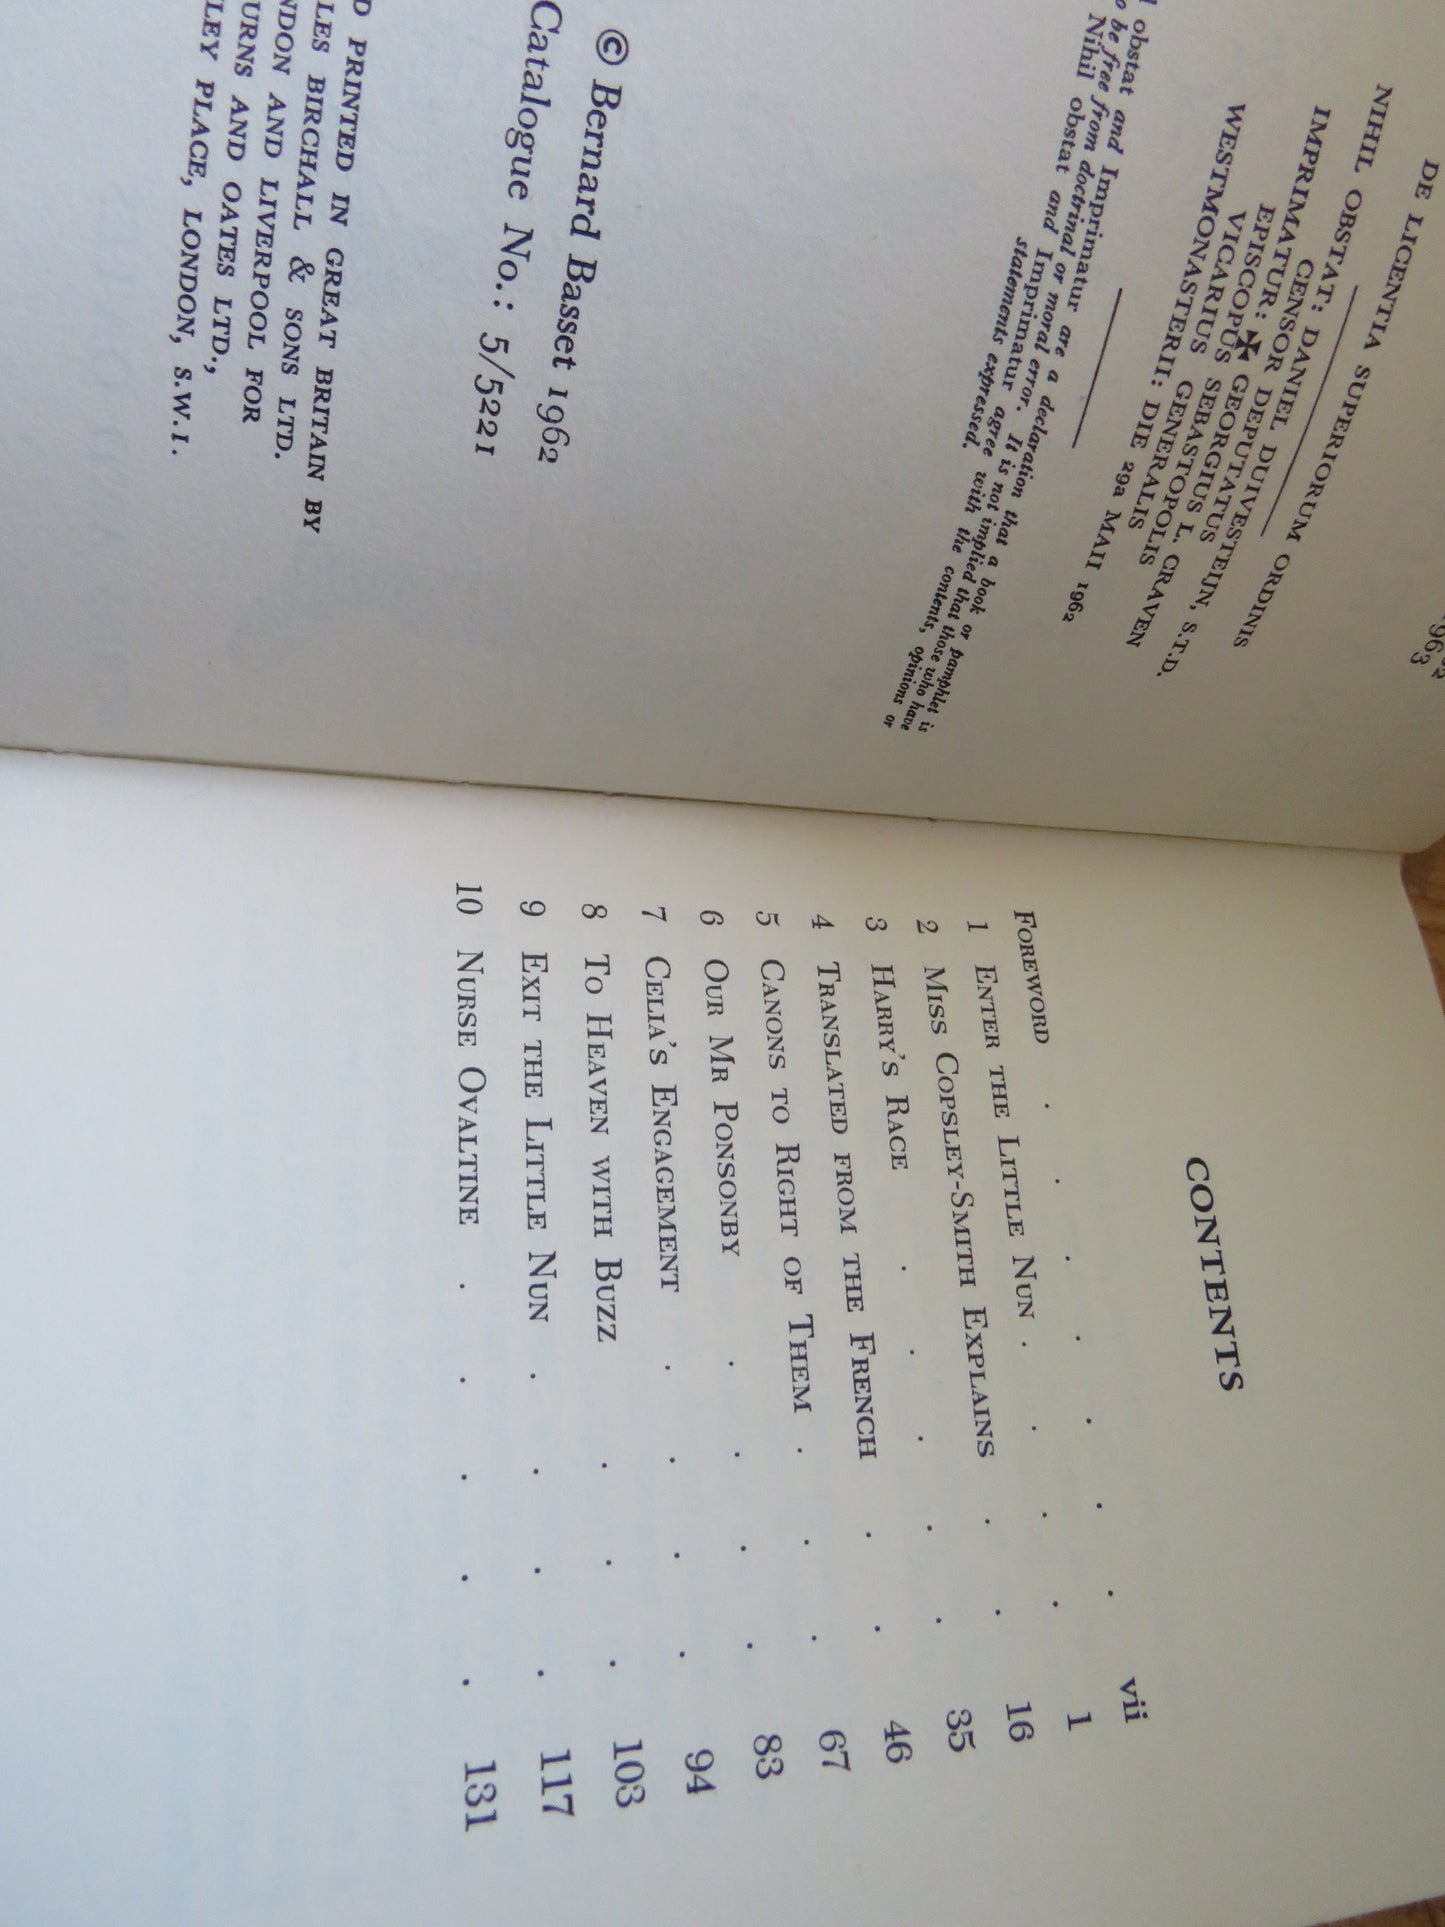 1963
DE LICENTIA SUPERIORUM ORDINIS
NIHIL OBSTAT: DANIEL DUIVESTEIJN, S.T.D.
CENSOR DEPUTATUS
IMPRIMATUR: ✠ GEORGIUS L. CRAVEN
EPISCOPUS SEBASTOPOLIS
VICARIUS GENERALIS
WESTMONASTERII: DIE 29A MAII 1962
obstat and Imprimatur are a declaration that a book or pamphlet is
be free from doctrinal or moral error. It is not implied that those who have
Nihil obstat and Imprimatur agree with the contents, opinions or
statements expressed.
© Bernard Basset 1962
Catalogue No.: 5/5221
PRINTED IN GREAT BRITAIN BY
BIRCHALL & SONS LTD.
AND LIVERPOOL FOR
AND OATES LTD.,
PLACE, LONDON, S.W.1.
CONTENTS
FOREWORD . . . . . . . vii
1 ENTER THE LITTLE NUN . . . . 1
2 MISS COPSLEY-SMITH EXPLAINS . . 16
3 HARRY'S RACE . . . . . 35
4 TRANSLATED FROM THE FRENCH . . 46
5 CANONS TO RIGHT OF THEM . . . 67
6 OUR MR PONSONBY . . . . 83
7 CELIA'S ENGAGEMENT . . . . 94
8 TO HEAVEN WITH BUZZ . . . 103
9 EXIT THE LITTLE NUN . . . . 117
10 NURSE OVALTINE . . . . . 131